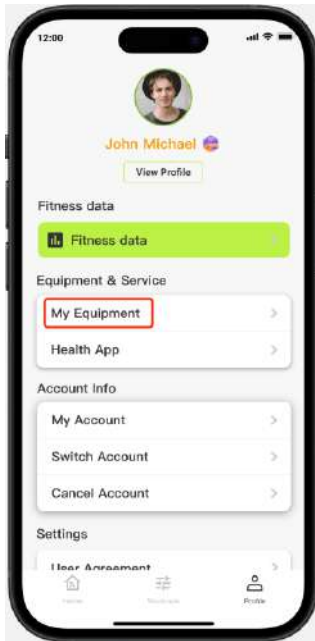 12:00
John Michael
View Profile
Fitness data
Fitness data
Equipment & Service
My Equipment
Health App
Account Info
My Account
Switch Account
Cancel Account
Settings
User Agreement
Profile